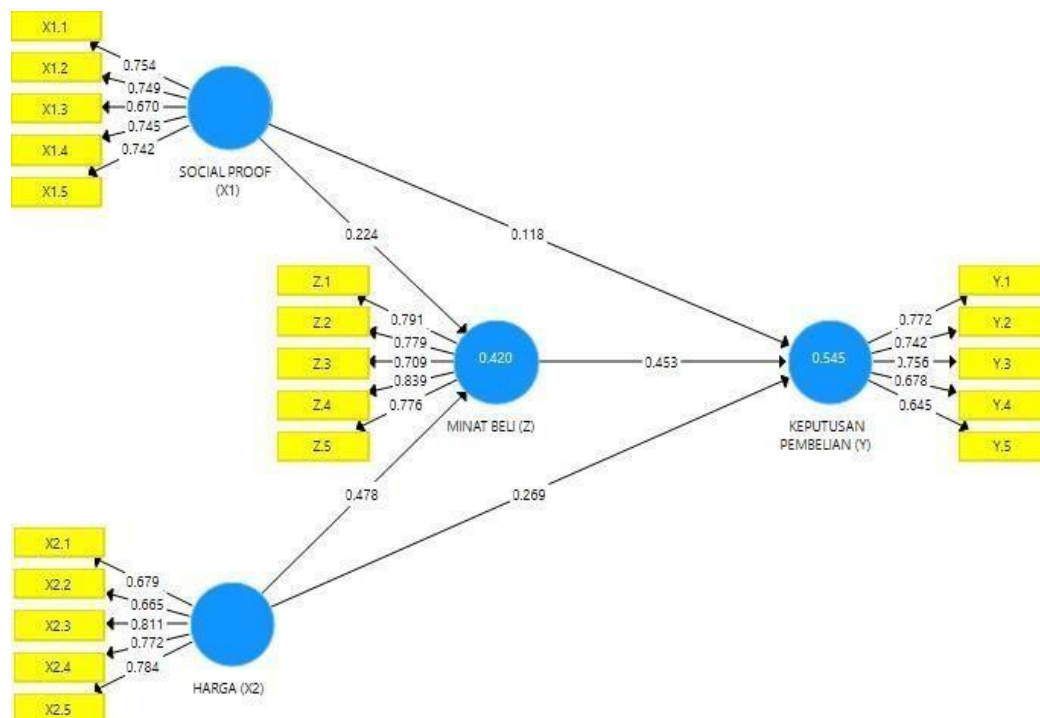 X1.1
X1.2
X1.3
X1.4
X1.5
0.754
0.749
0.670
0.745
0.742
SOCIAL PROOF
(X1)
0.224
0.118
Z.1
Z.2
Z.3
Z.4
Z.5
0.791
0.779
0.709
0.839
0.776
0.420
MINAT BELI (Z)
0.453
0.545
KEPUTUSAN
PEMBELIAN (Y)
0.772
0.742
0.756
0.678
0.645
Y.1
Y.2
Y.3
Y.4
Y.5
0.478
0.269
X2.1
X2.2
X2.3
X2.4
X2.5
0.679
0.665
0.811
0.772
0.784
HARGA (X2)